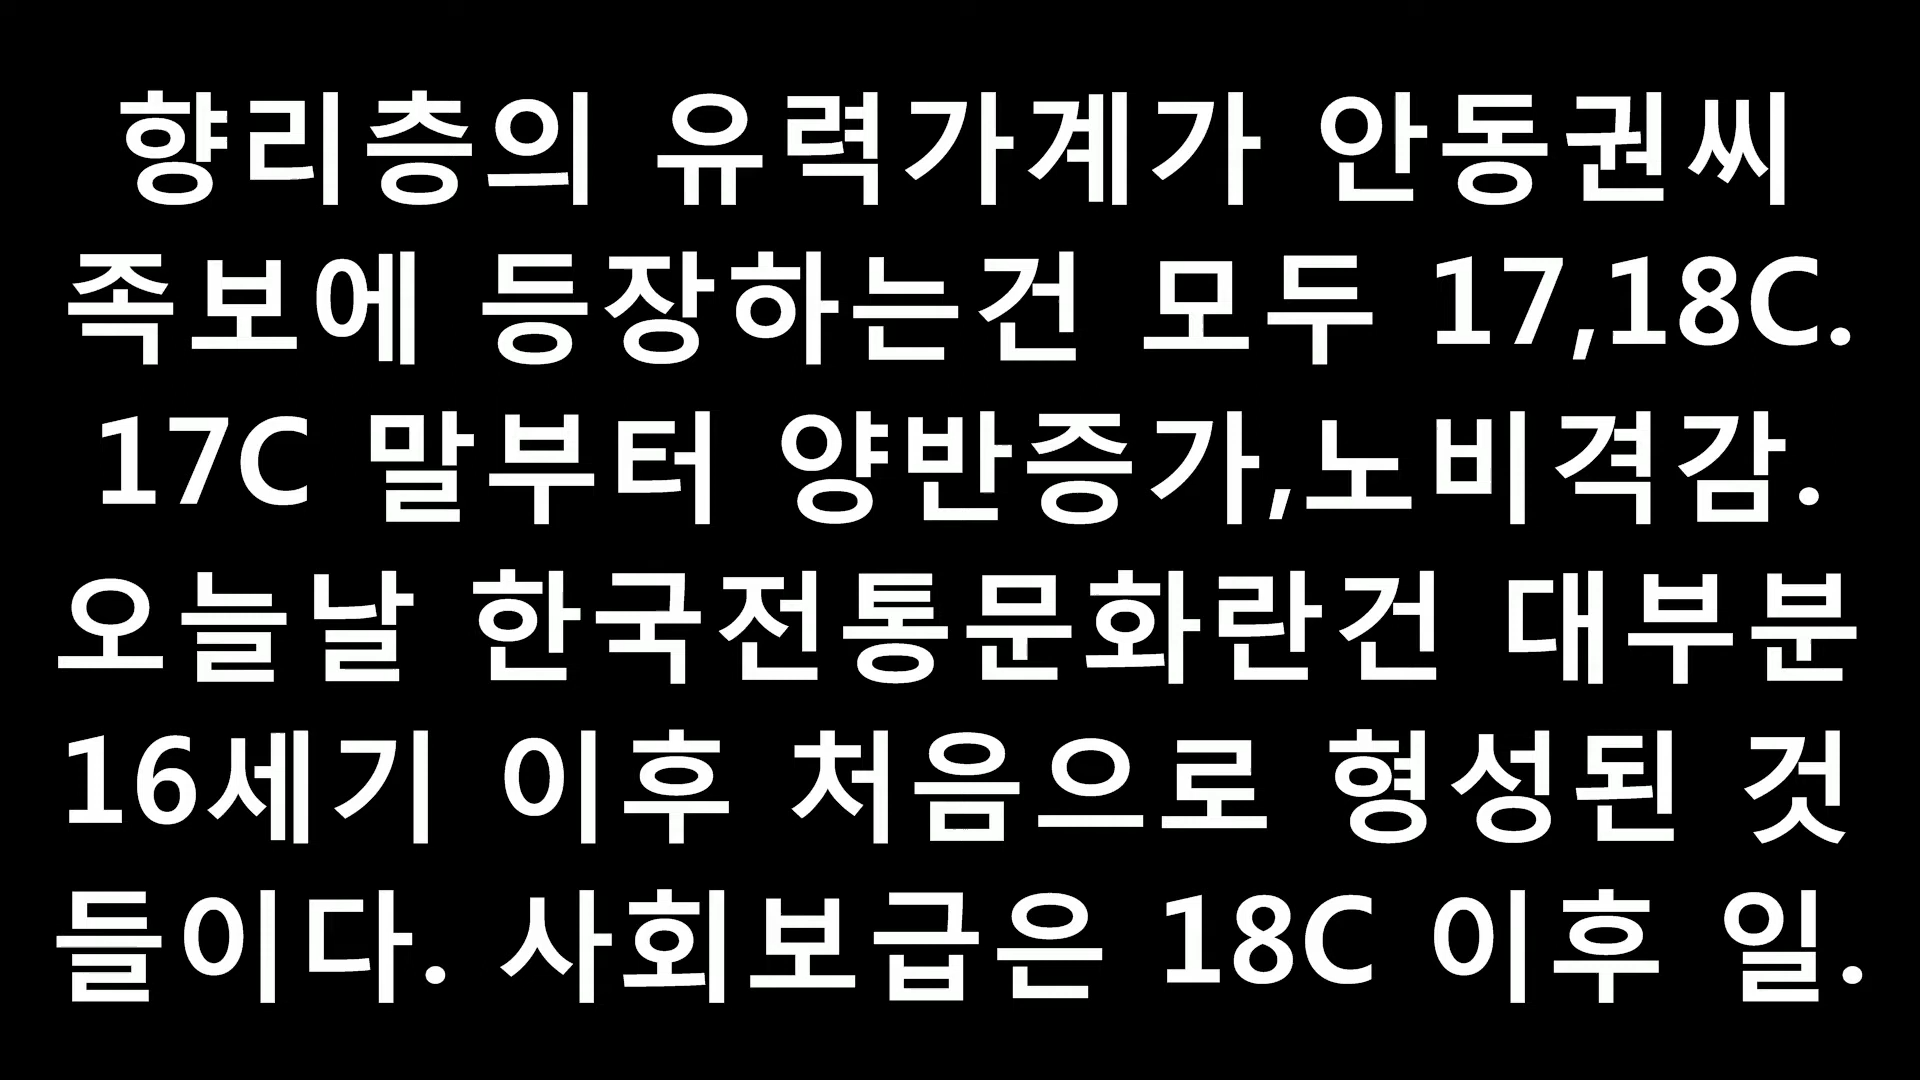 향리층의 유력가계가 안동권씨
족보에 등장하는건 모두 17,18C.
17C 말부터 양반증가,노비격감.
오늘날 한국전통문화란건 대부분
16세기 이후 처음으로 형성된 것
들이다. 사회보급은 18C 이후 일.